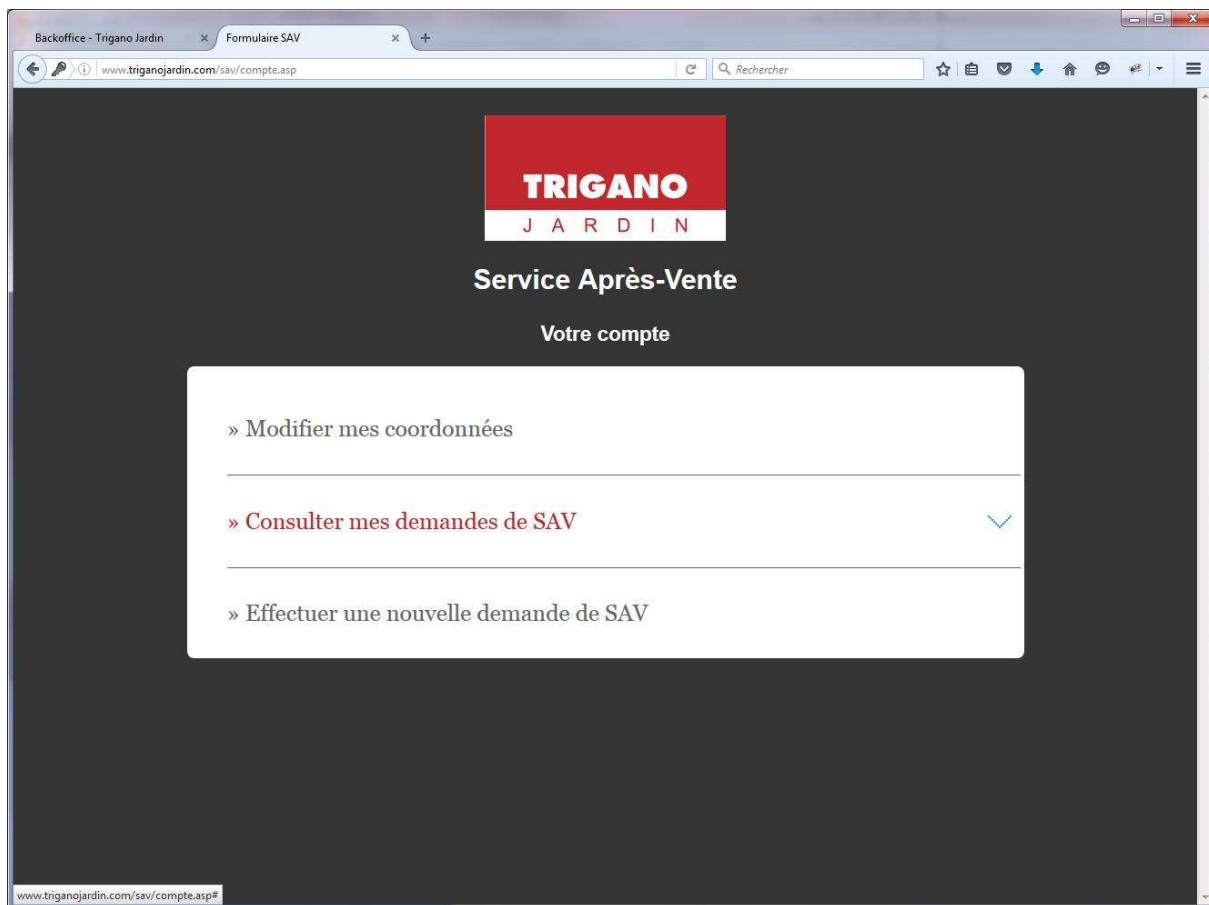 Backoffice - Trigano Jardin
Formulaire SAV
www.triganojardin.com/sav/compte.asp
Rechercher
TRIGANO
JARDIN
Service Après-Vente
Votre compte
» Modifier mes coordonnées
» Consulter mes demandes de SAV
» Effectuer une nouvelle demande de SAV
www.triganojardin.com/sav/compte.asp#